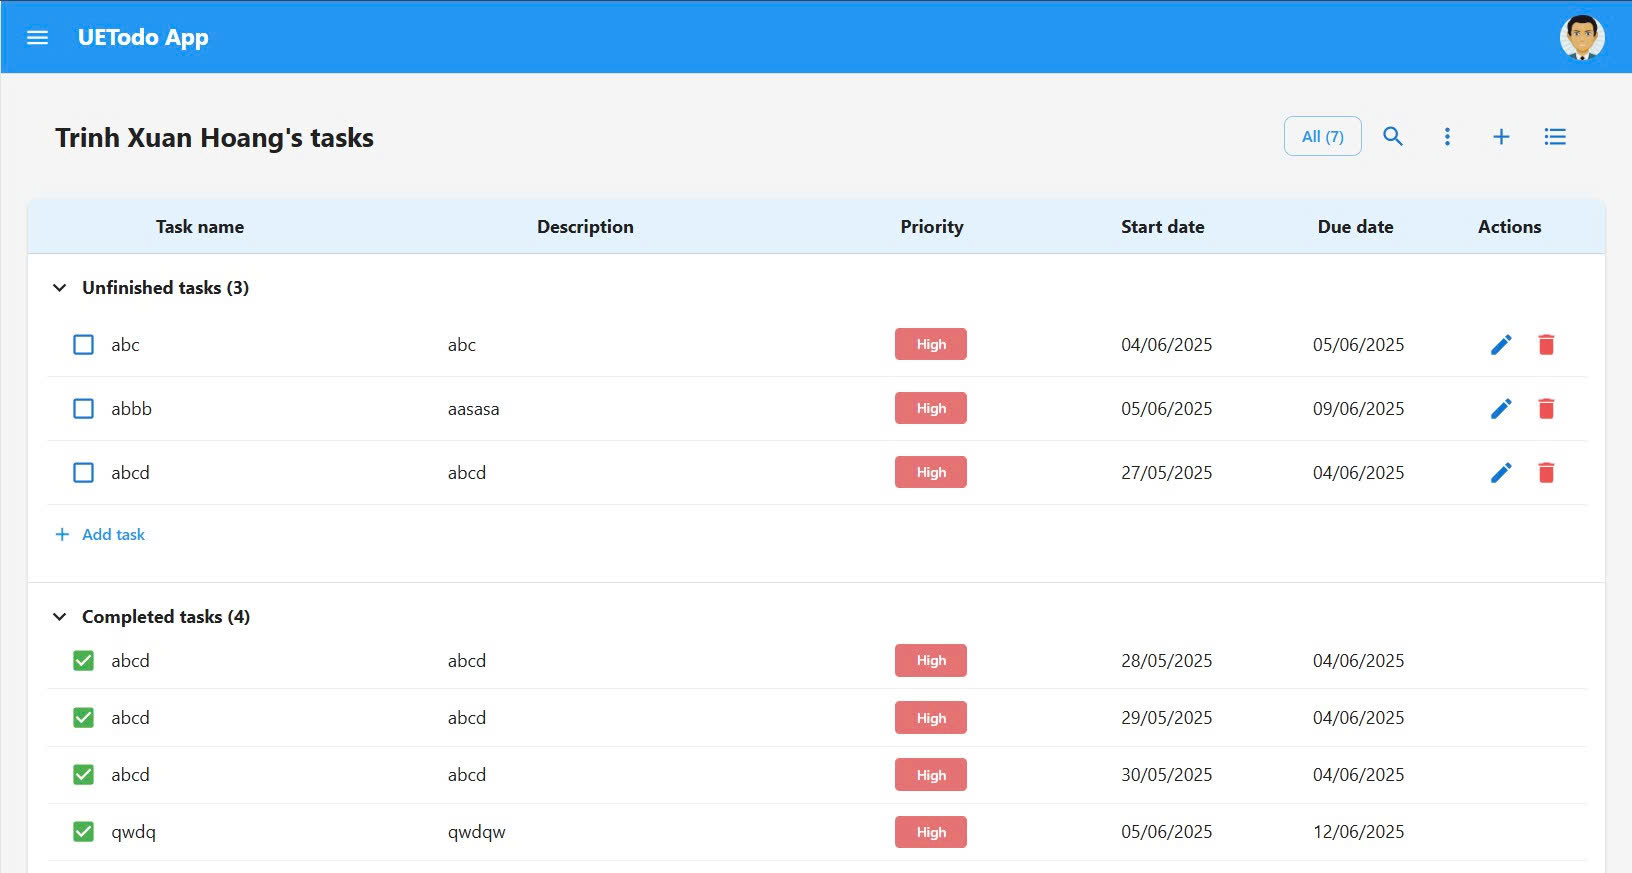 UETodo App
Trinh Xuan Hoang's tasks All (7)
Task name Description Priority Start date Due date Actions
Unfinished tasks (3)
abc abc High 04/06/2025 05/06/2025
abbb aasasa High 05/06/2025 09/06/2025
abcd abcd High 27/05/2025 04/06/2025
Add task
Completed tasks (4)
abcd abcd High 28/05/2025 04/06/2025
abcd abcd High 29/05/2025 04/06/2025
abcd abcd High 30/05/2025 04/06/2025
qwdq qwdqw High 05/06/2025 12/06/2025